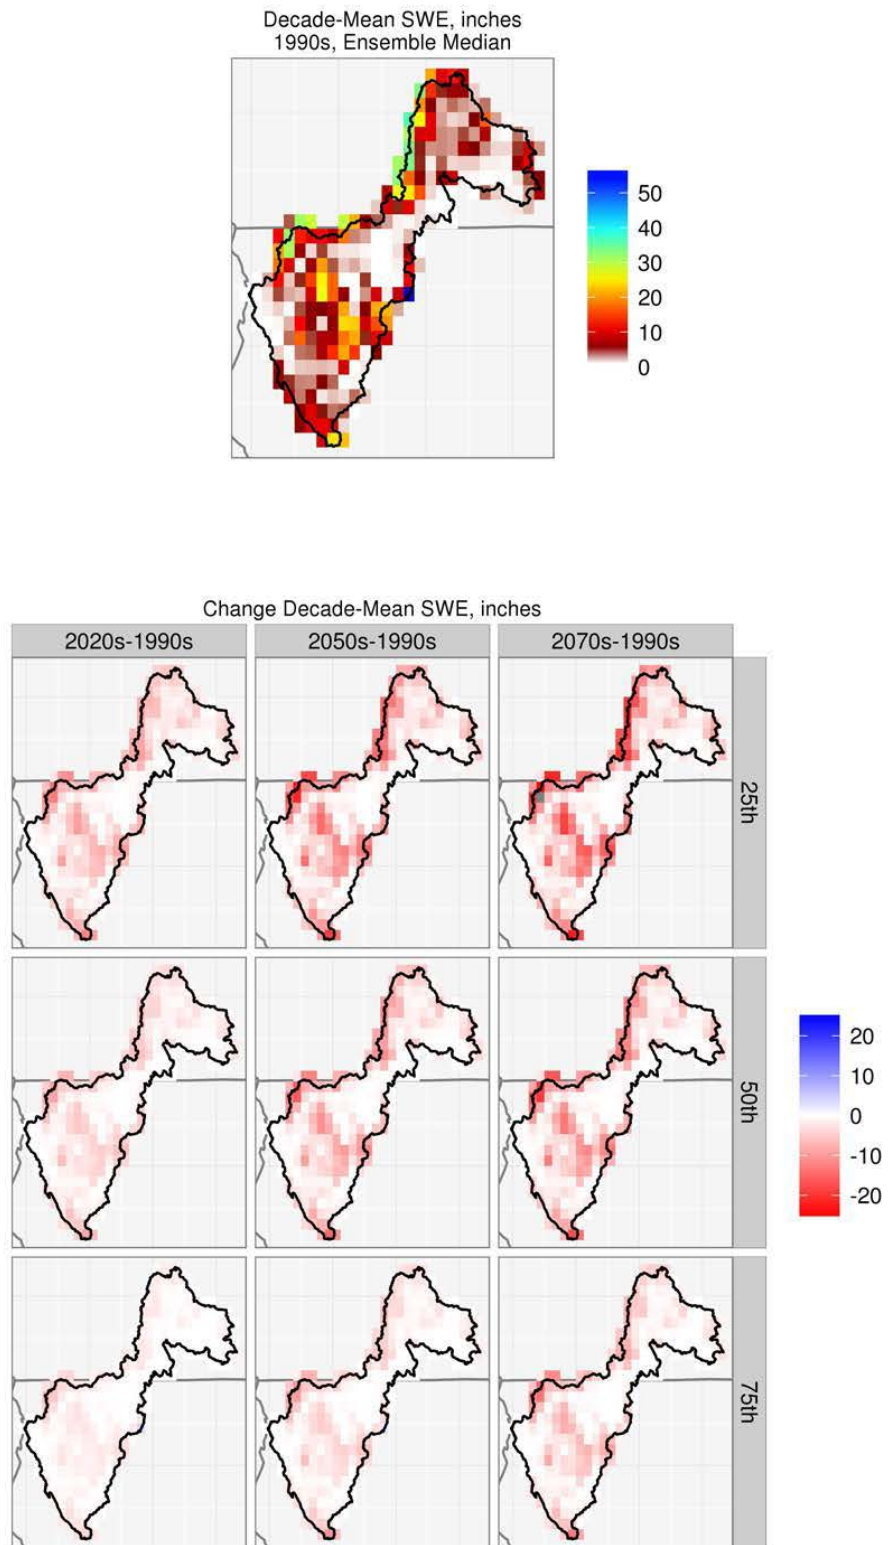 Decade-Mean SWE, inches
1990s, Ensemble Median
50
40
30
20
10
0
Change Decade-Mean SWE, inches
2020s-1990s
2050s-1990s
2070s-1990s
25th
50th
75th
20
10
0
-10
-20